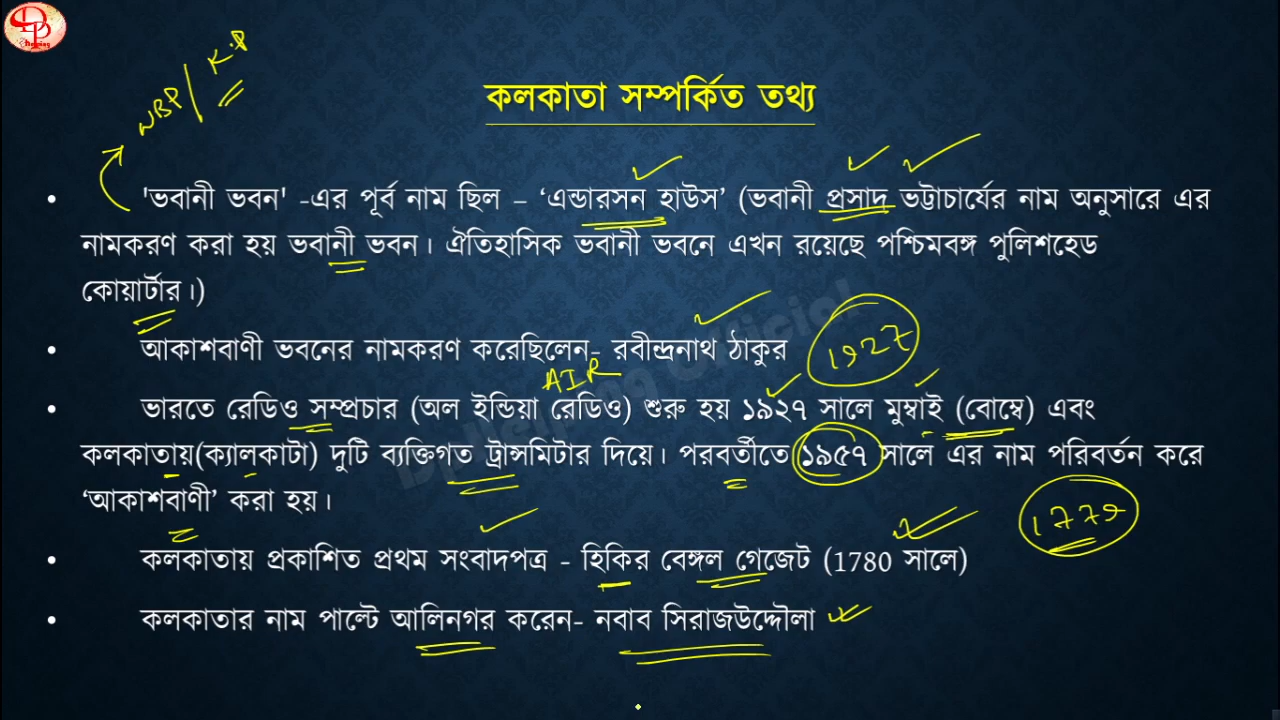 DP
Helping
WBP/K.P
কলকাতা সম্পর্কিত তথ্য
• 'ভবানী ভবন' -এর পূর্ব নাম ছিল – ‘এন্ডারসন হাউস’ (ভবানী প্রসাদ ভট্টাচার্যের নাম অনুসারে এর
নামকরণ করা হয় ভবানী ভবন। ঐতিহাসিক ভবানী ভবনে এখন রয়েছে পশ্চিমবঙ্গ পুলিশহেড
কোয়ার্টার।)
• আকাশবাণী ভবনের নামকরণ করেছিলেন- রবীন্দ্রনাথ ঠাকুর
1927
AIR
• ভারতে রেডিও সম্প্রচার (অল ইন্ডিয়া রেডিও) শুরু হয় ১৯২৭ সালে মুম্বাই (বোম্বে) এবং
কলকাতায়(ক্যালকাটা) দুটি ব্যক্তিগত ট্রান্সমিটার দিয়ে। পরবর্তীতে ১৯৫৭ সালে এর নাম পরিবর্তন করে
‘আকাশবাণী’ করা হয়।
1779
• কলকাতায় প্রকাশিত প্রথম সংবাদপত্র - হিকির বেঙ্গল গেজেট (1780 সালে)
• কলকাতার নাম পাল্টে আলিনগর করেন- নবাব সিরাজউদ্দৌলা